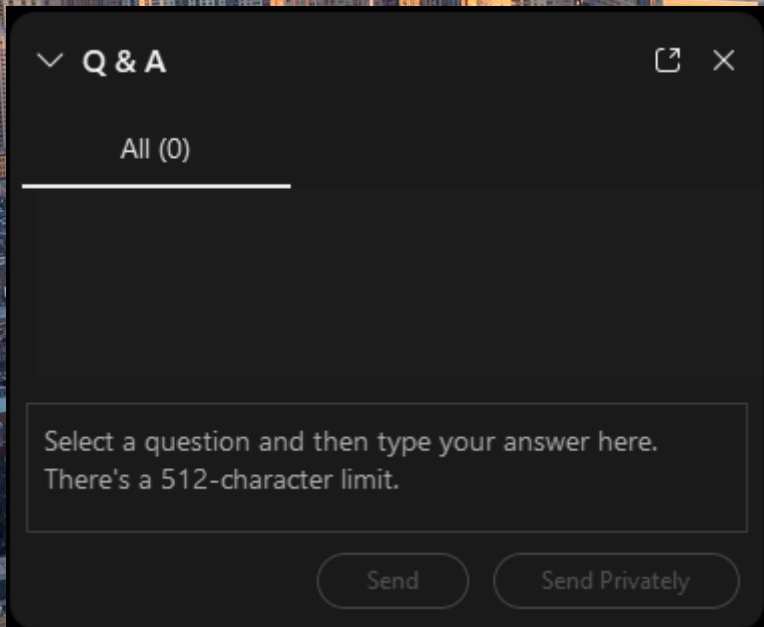 Q & A
All (0)
Select a question and then type your answer here.
There's a 512-character limit.
Send
Send Privately